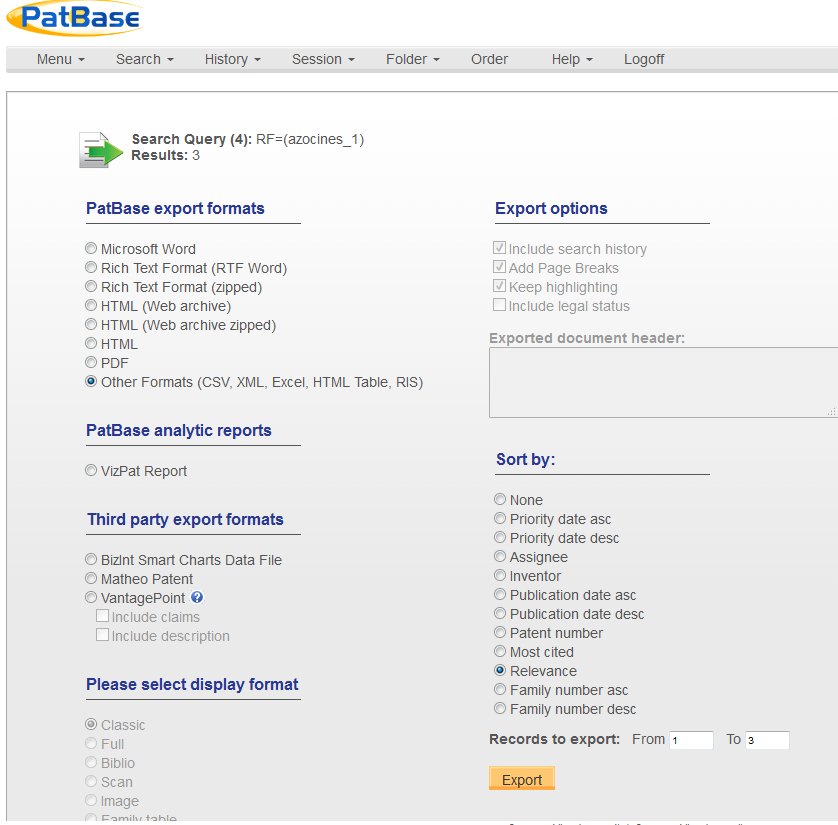 PatBase
Menu Search History Session Folder Order Help Logoff
Search Query (4): RF=(azocines_1)
Results: 3
PatBase export formats
Microsoft Word
Rich Text Format (RTF Word)
Rich Text Format (zipped)
HTML (Web archive)
HTML (Web archive zipped)
HTML
PDF
Other Formats (CSV, XML, Excel, HTML Table, RIS)
PatBase analytic reports
VizPat Report
Third party export formats
BizInt Smart Charts Data File
Matheo Patent
VantagePoint ?
Include claims
Include description
Please select display format
Classic
Full
Biblio
Scan
Image
Family table
Export options
Include search history
Add Page Breaks
Keep highlighting
Include legal status
Exported document header:
Sort by:
None
Priority date asc
Priority date desc
Assignee
Inventor
Publication date asc
Publication date desc
Patent number
Most cited
Relevance
Family number asc
Family number desc
Records to export: From 1 To 3
Export